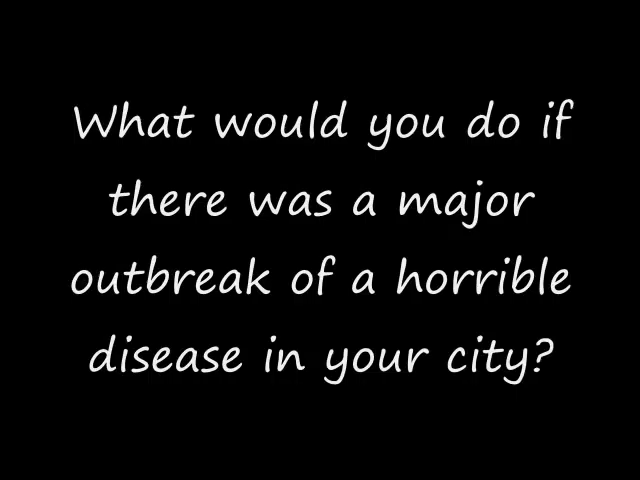 What would you do if
there was a major
outbreak of a horrible
disease in your city?